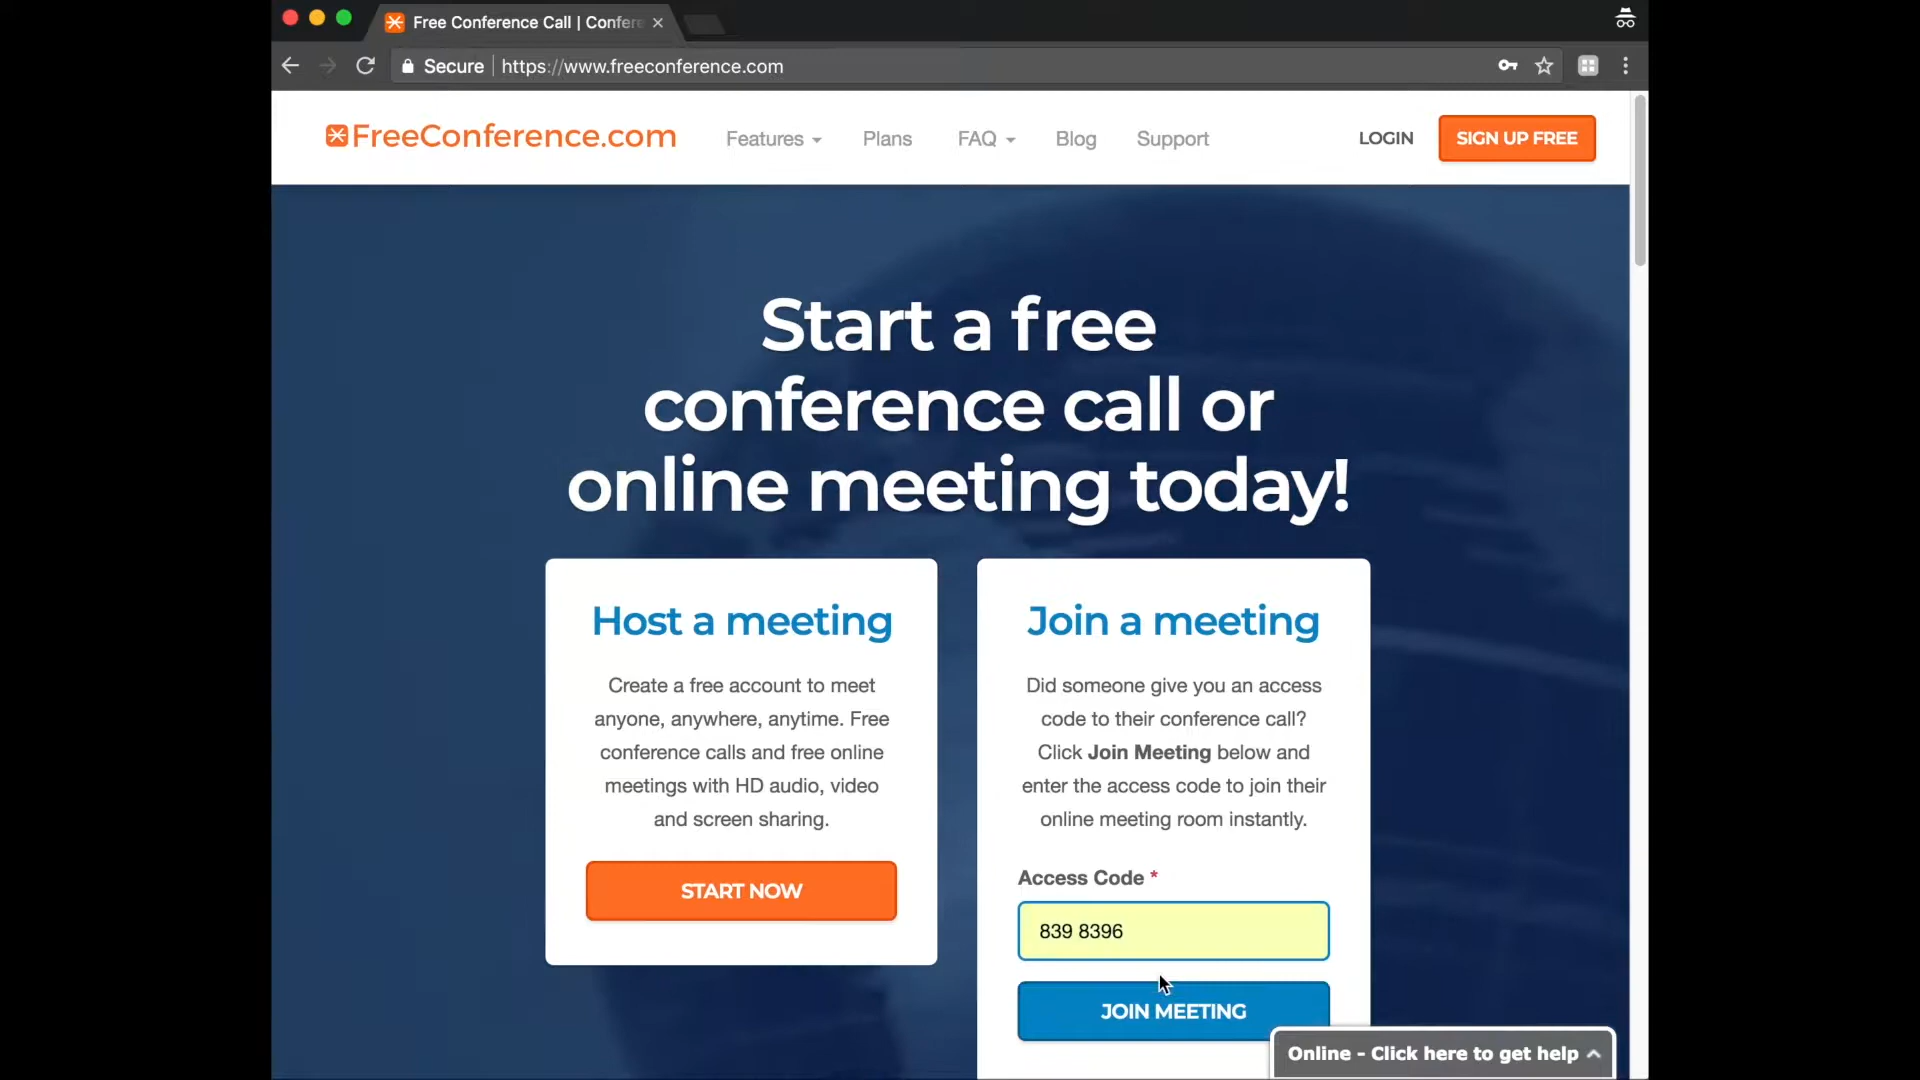 Free Conference Call | Confere
Secure https://www.freeconference.com
FreeConference.com Features Plans FAQ Blog Support LOGIN SIGN UP FREE
Start a free
conference call or
online meeting today!
Host a meeting
Create a free account to meet
anyone, anywhere, anytime. Free
conference calls and free online
meetings with HD audio, video
and screen sharing.
START NOW
Join a meeting
Did someone give you an access
code to their conference call?
Click Join Meeting below and
enter the access code to join their
online meeting room instantly.
Access Code *
839 8396
JOIN MEETING
Online - Click here to get help